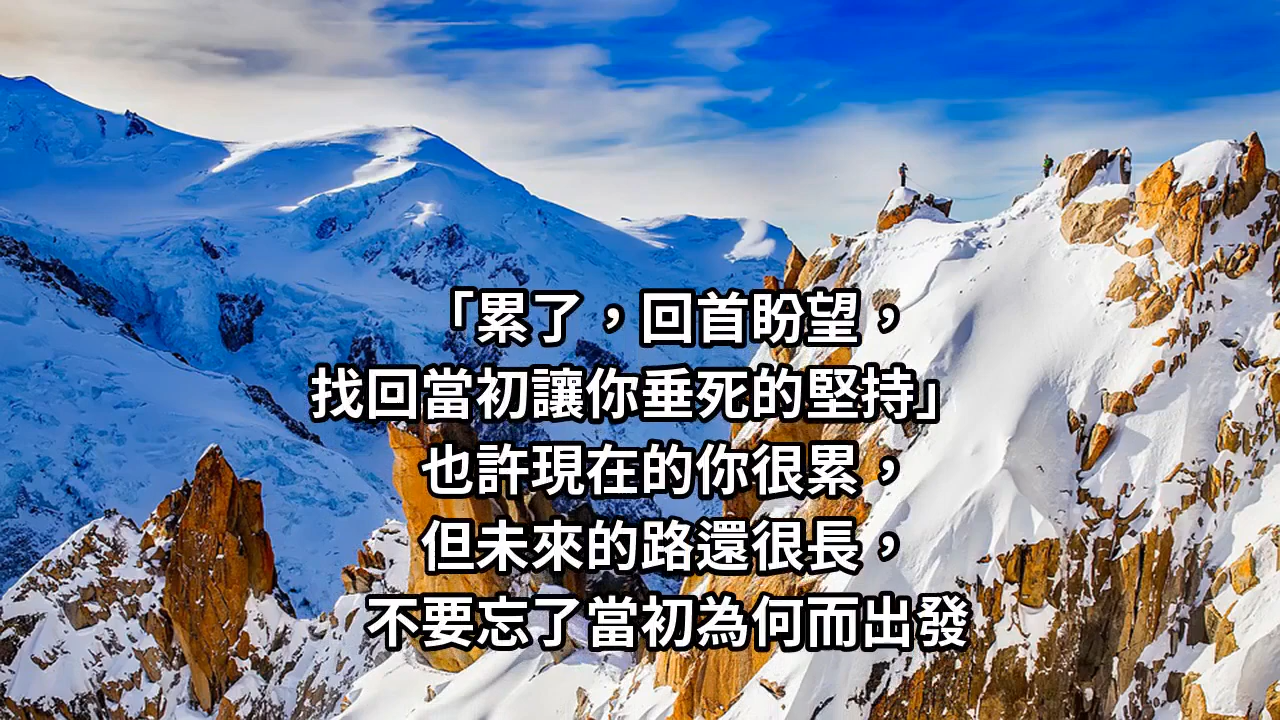 「累了，回首盼望，
找回當初讓你垂死的堅持」
也許現在的你很累，
但未來的路還很長，
不要忘了當初為何而出發